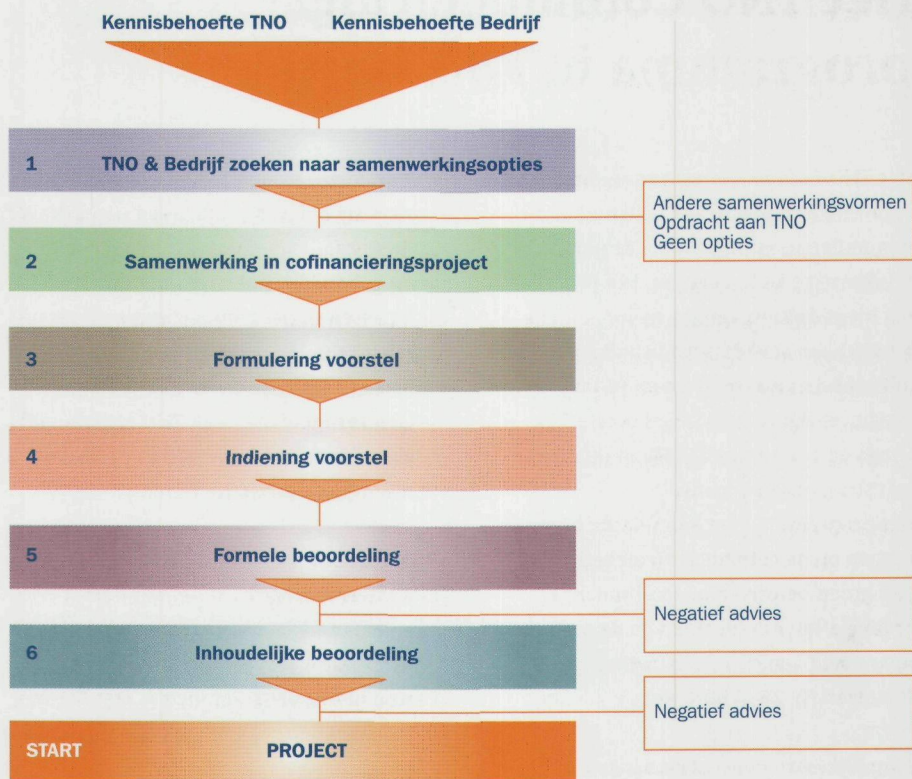 Kennisbehoefte TNO
Kennisbehoefte Bedrijf
1 TNO & Bedrijf zoeken naar samenwerkingsopties
Andere samenwerkingsvormen
Opdracht aan TNO
Geen opties
2 Samenwerking in cofinancieringsproject
3 Formulering voorstel
4 Indiening voorstel
5 Formele beoordeling
Negatief advies
6 Inhoudelijke beoordeling
Negatief advies
START PROJECT